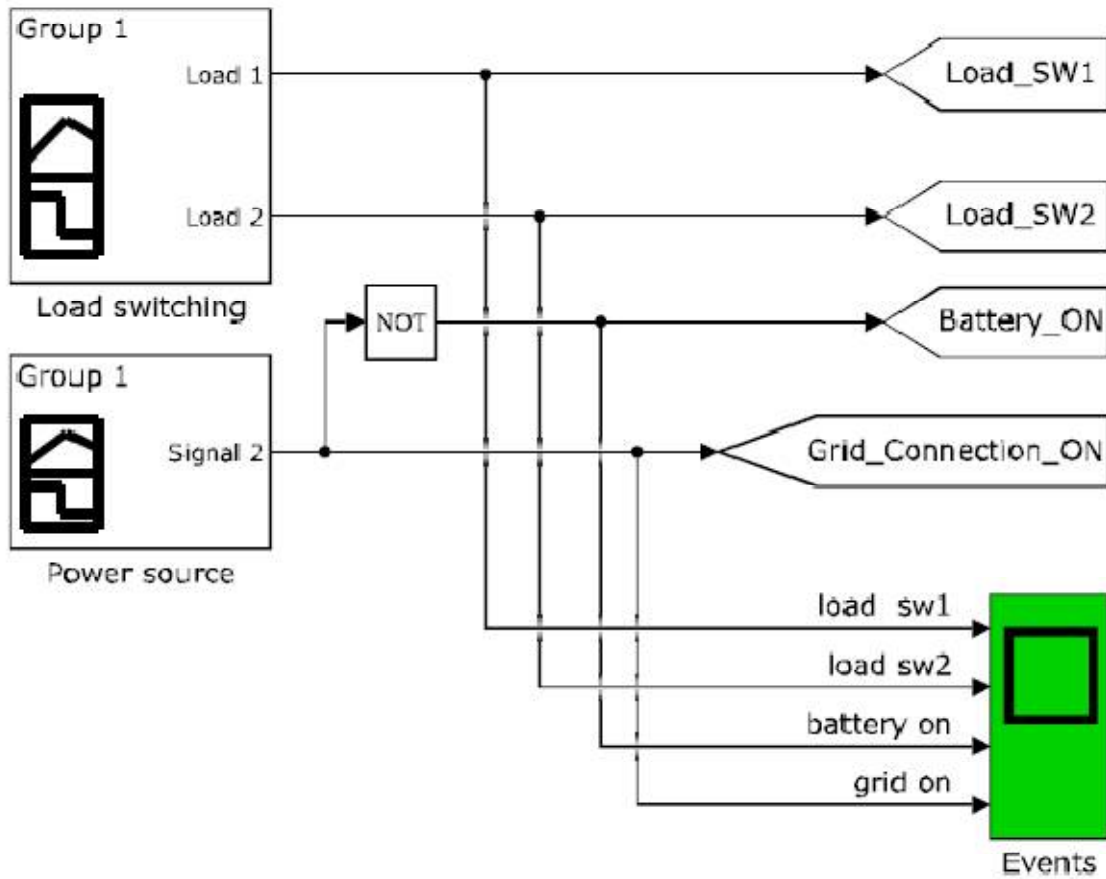 Group 1
Load 1
Load_SW1
Load 2
Load_SW2
Load switching
NOT
Battery_ON
Group 1
Signal 2
Grid_Connection_ON
Power source
load sw1
load sw2
battery on
grid on
Events